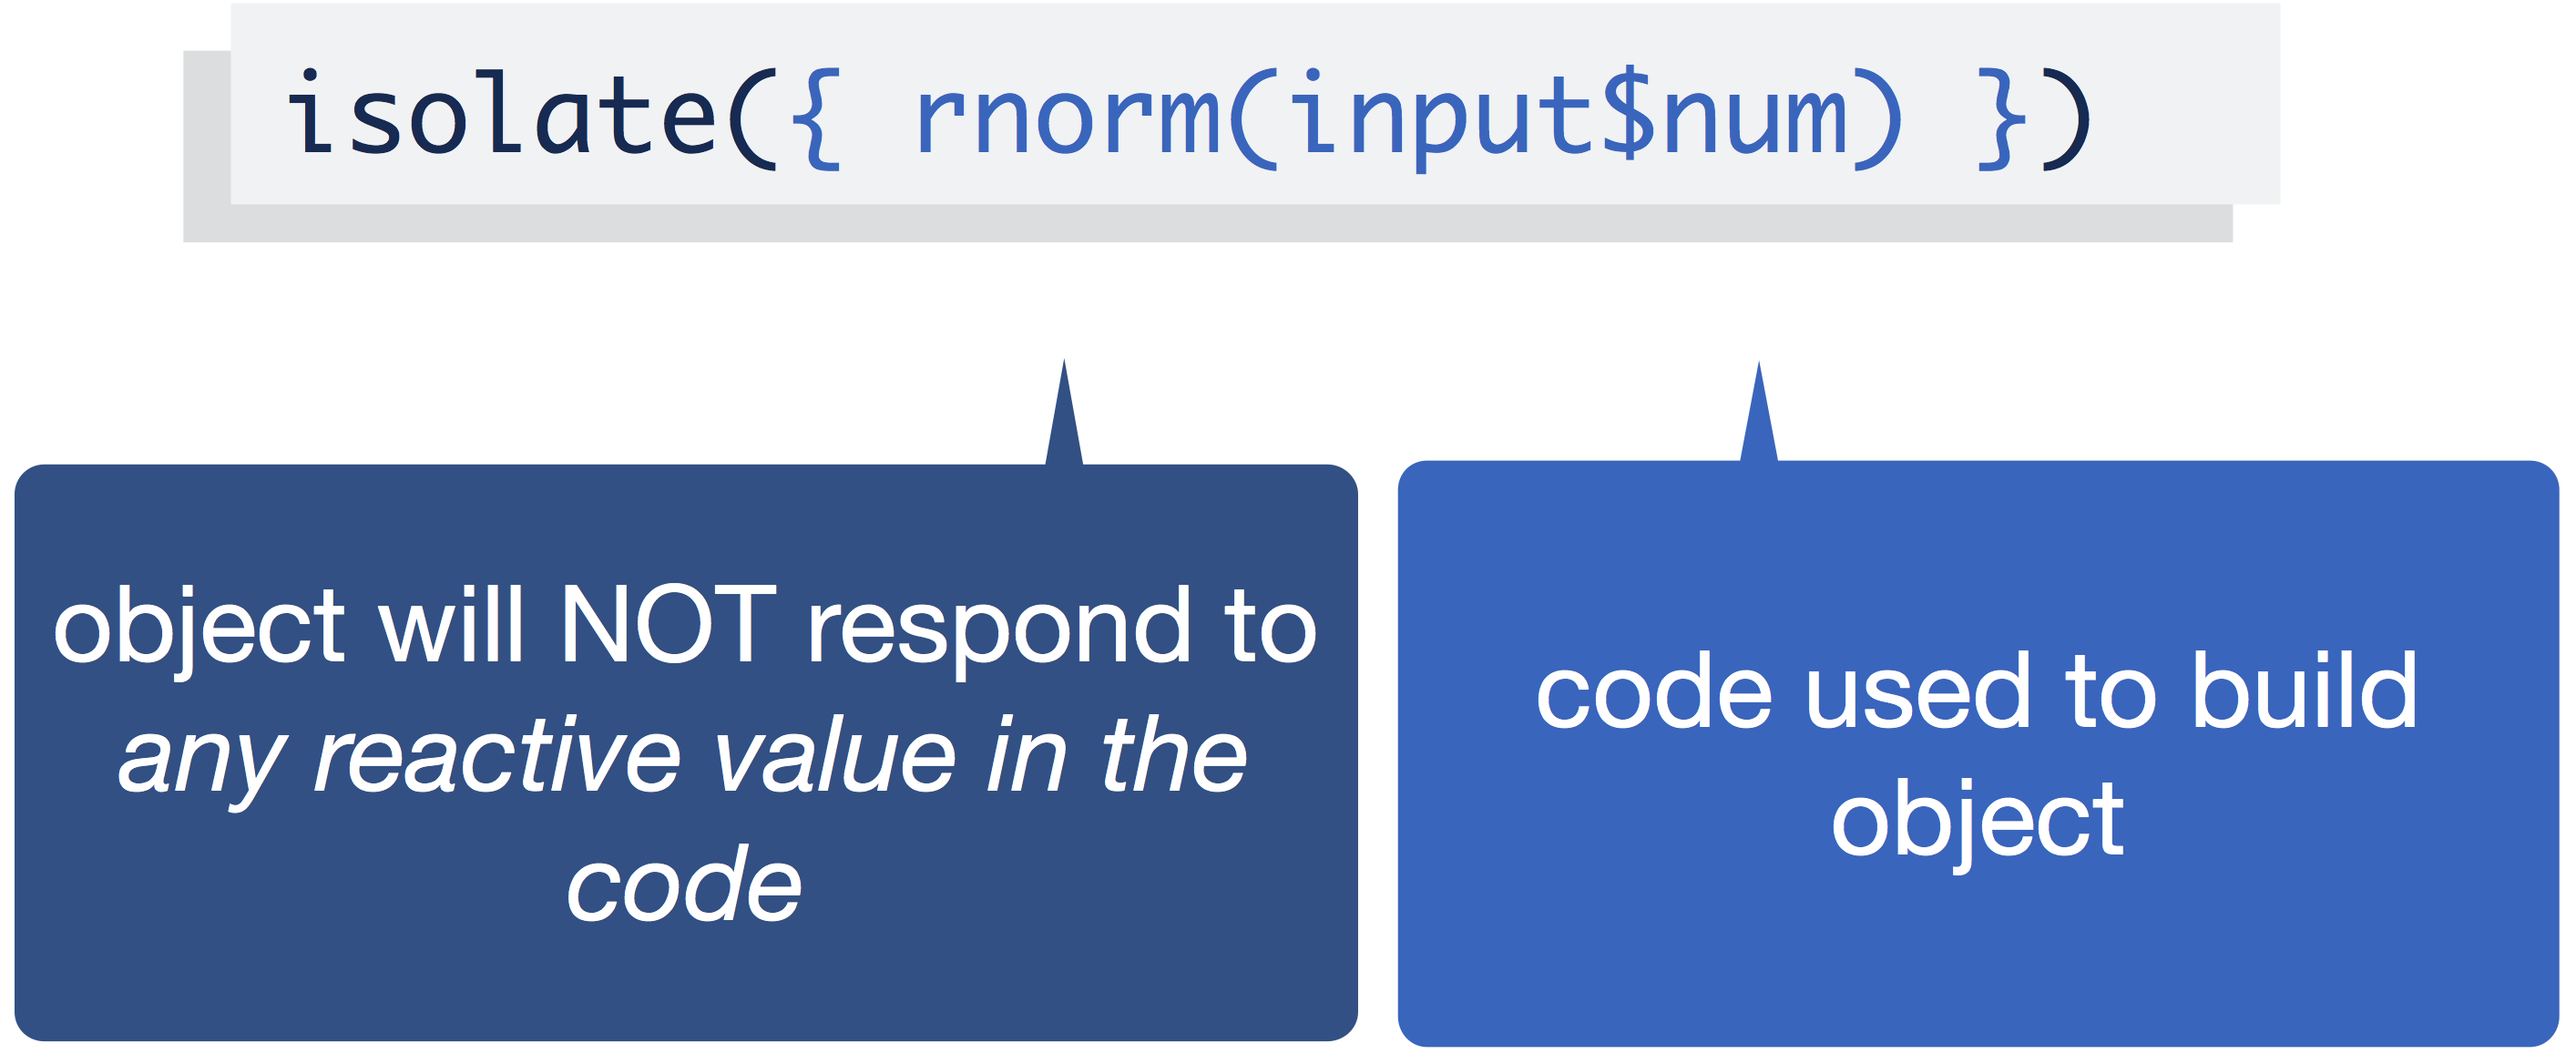 isolate({ rnorm(input$num) })
object will NOT respond to
any reactive value in the
code
code used to build
object